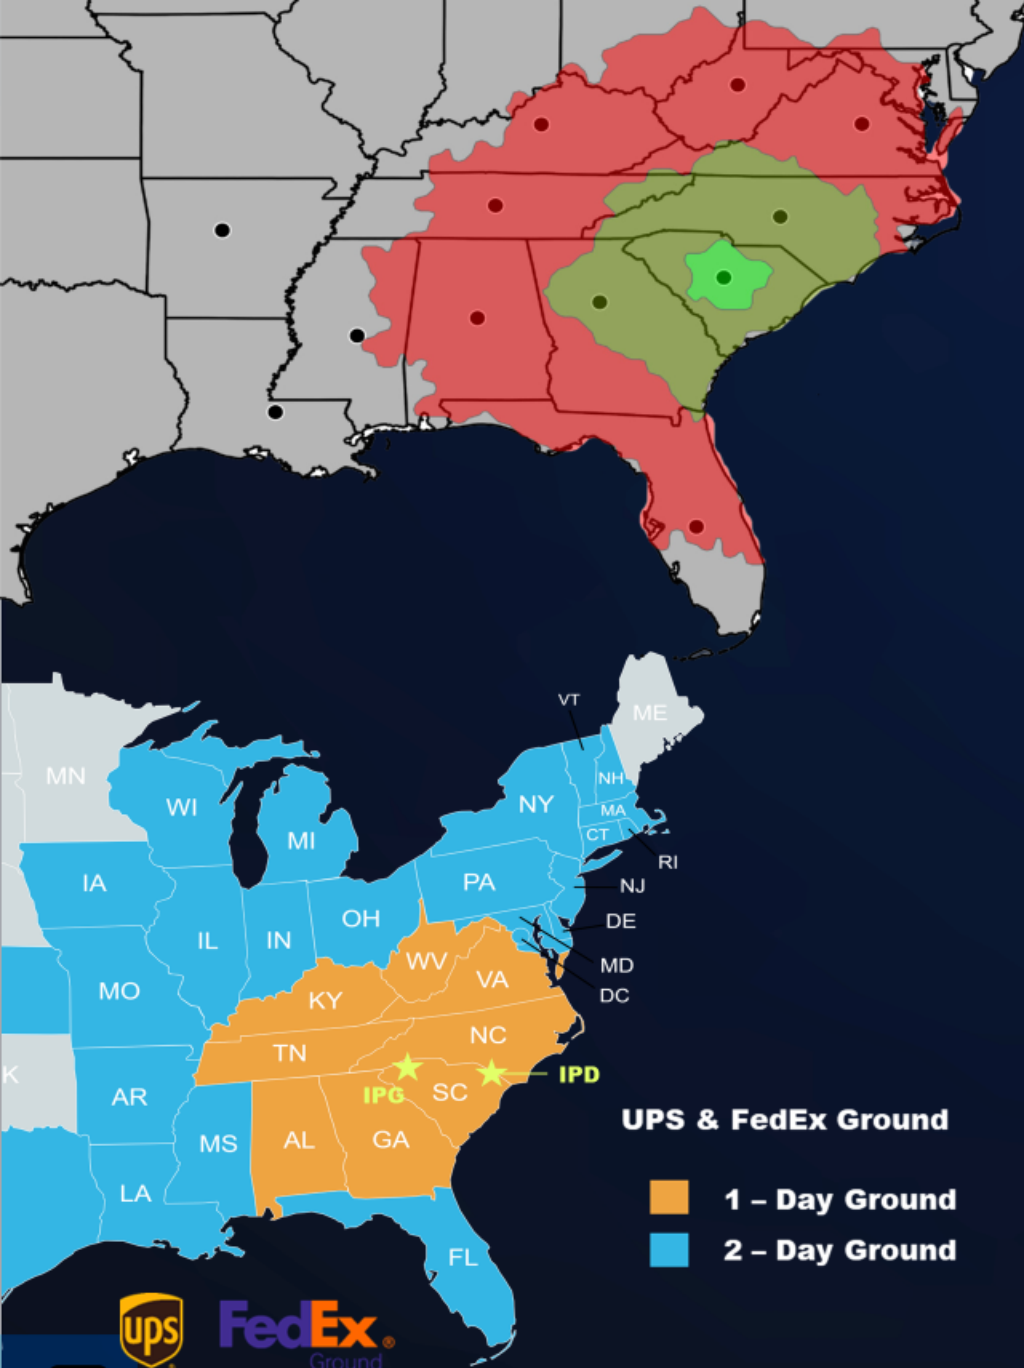 VT
ME
MN
NH
WI
NY
MA
MI
CT
RI
IA
PA
NJ
OH
DE
IL
IN
WV
MD
VA
MO
DC
KY
NC
TN
K
IPD
IPG
SC
AR
UPS & FedEx Ground
MS
AL
GA
LA
1 – Day Ground
2 – Day Ground
FL
ups
FedEx®
Ground